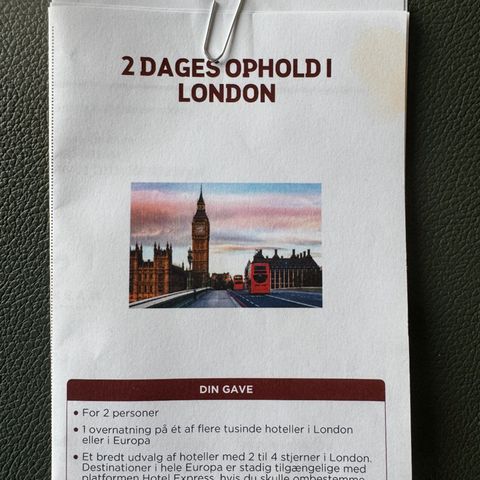 2 DAGES OPHOLD I
LONDON
DIN GAVE
• For 2 personer
• 1 overnatning på ét af flere tusinde hoteller i London
eller i Europa
• Et bredt udvalg af hoteller med 2 til 4 stjerner i London.
Destinationer i hele Europa er stadig tilgængelige med
platformen Hotel Express, hvis du skulle ombestemme